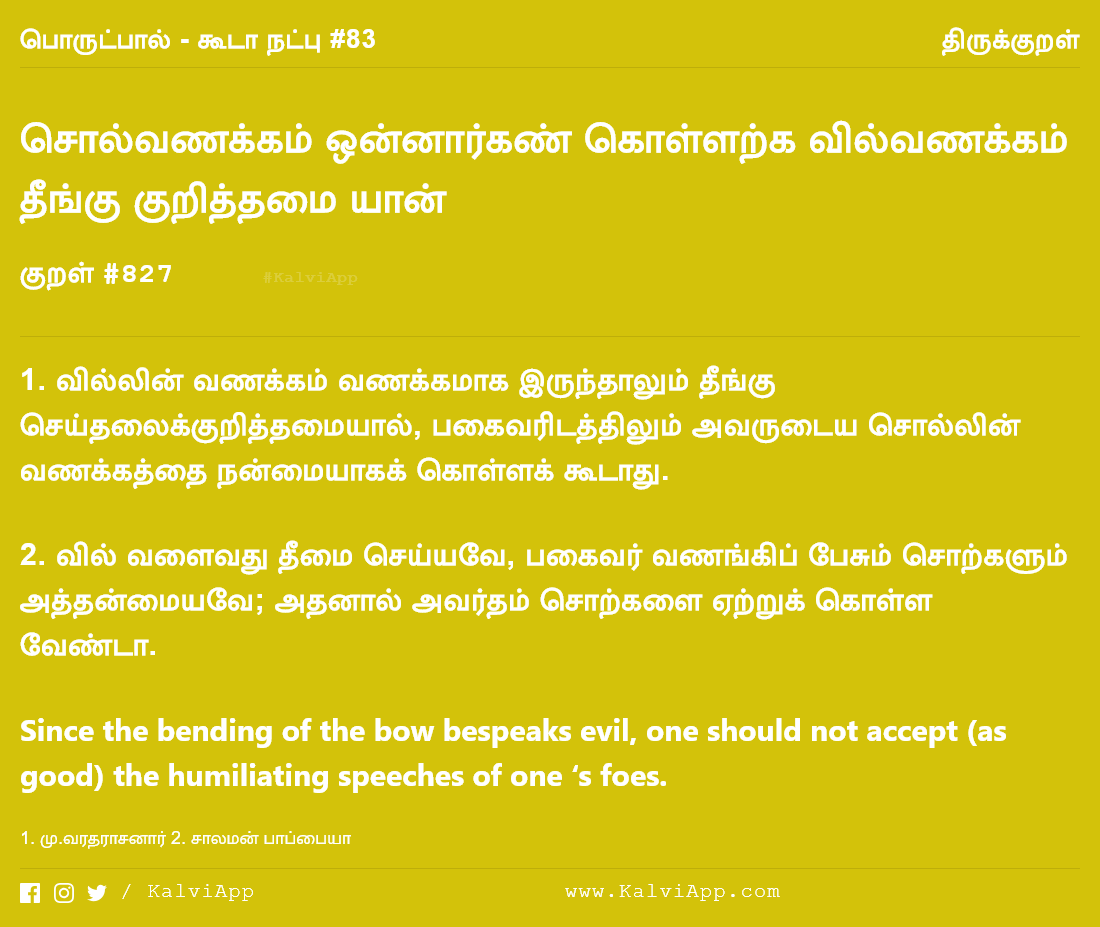 பொருட்பால் - கூடா நட்பு #83
திருக்குறள்
சொல்வணக்கம் ஒன்னார்கண் கொள்ளற்க வில்வணக்கம்
தீங்கு குறித்தமை யான்
குறள் #827
#KalviApp
1. வில்லின் வணக்கம் வணக்கமாக இருந்தாலும் தீங்கு
செய்தலைக்குறித்தமையால், பகைவரிடத்திலும் அவருடைய சொல்லின்
வணக்கத்தை நன்மையாகக் கொள்ளக் கூடாது.
2. வில் வளைவது தீமை செய்யவே, பகைவர் வணங்கிப் பேசும் சொற்களும்
அத்தன்மையவே; அதனால் அவர்தம் சொற்களை ஏற்றுக் கொள்ள
வேண்டா.
Since the bending of the bow bespeaks evil, one should not accept (as
good) the humiliating speeches of one ‘s foes.
1. மு.வரதராசனார் 2. சாலமன் பாப்பையா
/ KalviApp
www.KalviApp.com